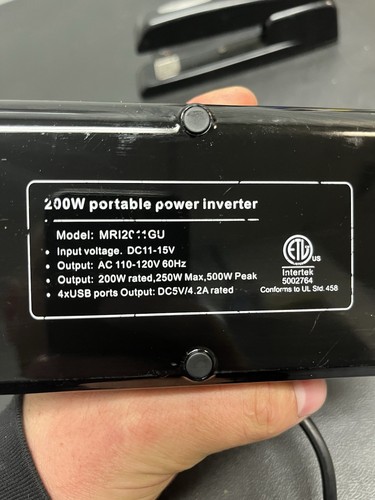 200W portable power inverter
Model: MRI2011GU
• Input voltage. DC11-15V
• Output: AC 110-120V 60Hz
• Output: 200W rated,250W Max,500W Peak
• 4xUSB ports Output: DC5V/4.2A rated
ETL US
Intertek
5002764
Conforms to UL Std. 458